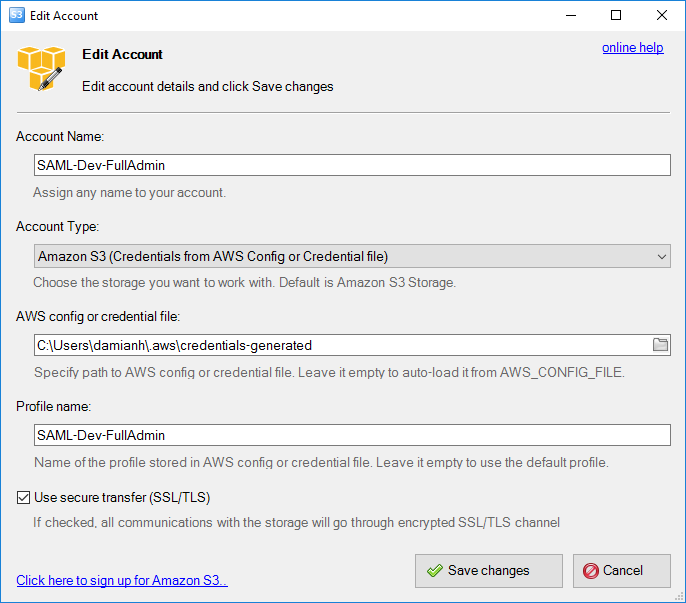 S3 Edit Account
Edit Account
online help
Edit account details and click Save changes
Account Name:
SAML-Dev-FullAdmin
Assign any name to your account.
Account Type:
Amazon S3 (Credentials from AWS Config or Credential file)
Choose the storage you want to work with. Default is Amazon S3 Storage.
AWS config or credential file:
C:\Users\damianh\.aws\credentials-generated
Specify path to AWS config or credential file. Leave it empty to auto-load it from AWS_CONFIG_FILE.
Profile name:
SAML-Dev-FullAdmin
Name of the profile stored in AWS config or credential file. Leave it empty to use the default profile.
Use secure transfer (SSL/TLS)
If checked, all communications with the storage will go through encrypted SSL/TLS channel
Click here to sign up for Amazon S3..
Save changes
Cancel